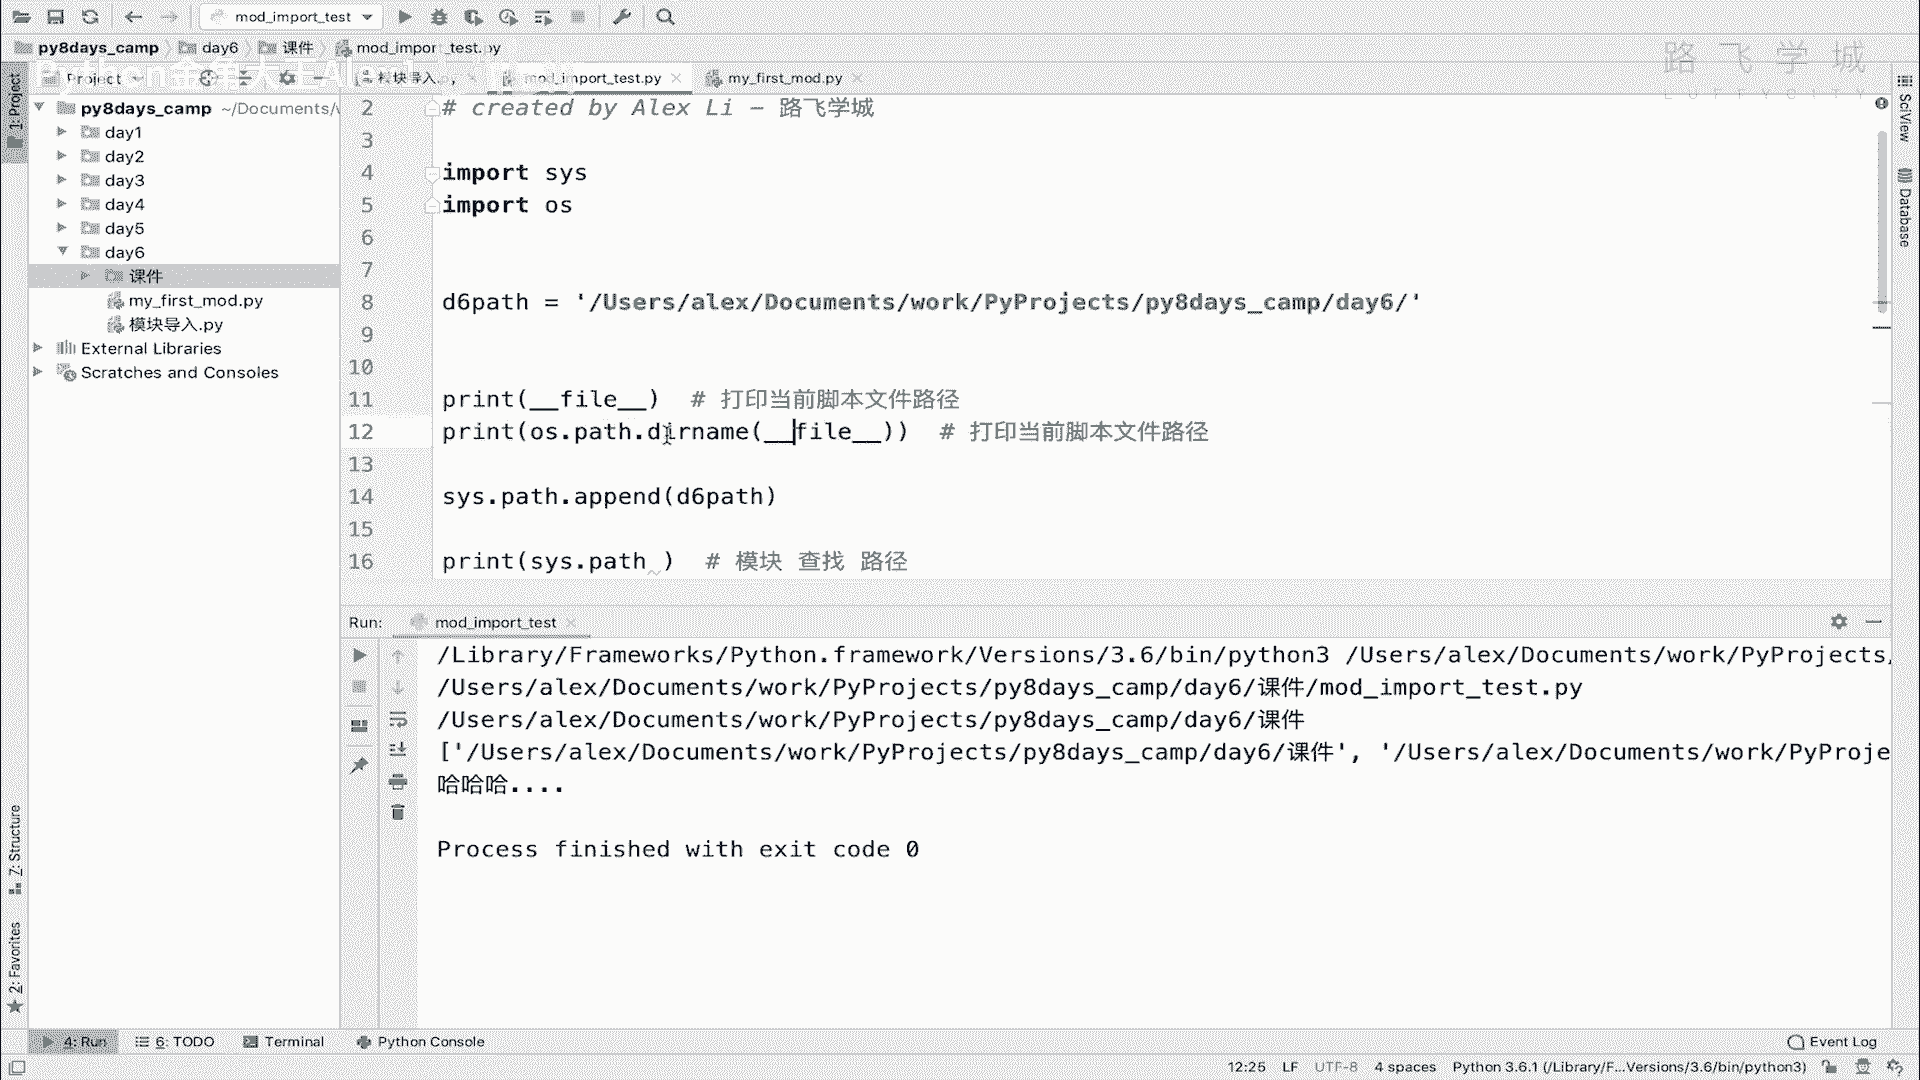 mod_import_test
py8days_camp day6 课件 mod_import_test.py
Python金角大王Alex
路飞学城
LUFFYCITY
Project
模块导入.p
mod_import_test.py
my_first_mod.py
1: Project
py8days_camp ~/Documents/
day1
day2
day3
day4
day5
day6
课件
my_first_mod.py
模块导入.py
External Libraries
Scratches and Consoles
2 # created by Alex Li - 路飞学城
3
4 import sys
5 import os
6
7
8 d6path = '/Users/alex/Documents/work/PyProjects/py8days_camp/day6/'
9
10
11 print(__file__)  # 打印当前脚本文件路径
12 print(os.path.dirname(__file__))  # 打印当前脚本文件路径
13
14 sys.path.append(d6path)
15
16 print(sys.path )  # 模块 查找 路径
SciView
Database
Run: mod_import_test
/Library/Frameworks/Python.framework/Versions/3.6/bin/python3 /Users/alex/Documents/work/PyProjects/
/Users/alex/Documents/work/PyProjects/py8days_camp/day6/课件/mod_import_test.py
/Users/alex/Documents/work/PyProjects/py8days_camp/day6/课件
['/Users/alex/Documents/work/PyProjects/py8days_camp/day6/课件', '/Users/alex/Documents/work/PyProje
哈哈哈....
Process finished with exit code 0
7: Structure
2: Favorites
4: Run 6: TODO Terminal Python Console Event Log
12:25 LF UTF-8 4 spaces Python 3.6.1 (/Library/F...Versions/3.6/bin/python3)